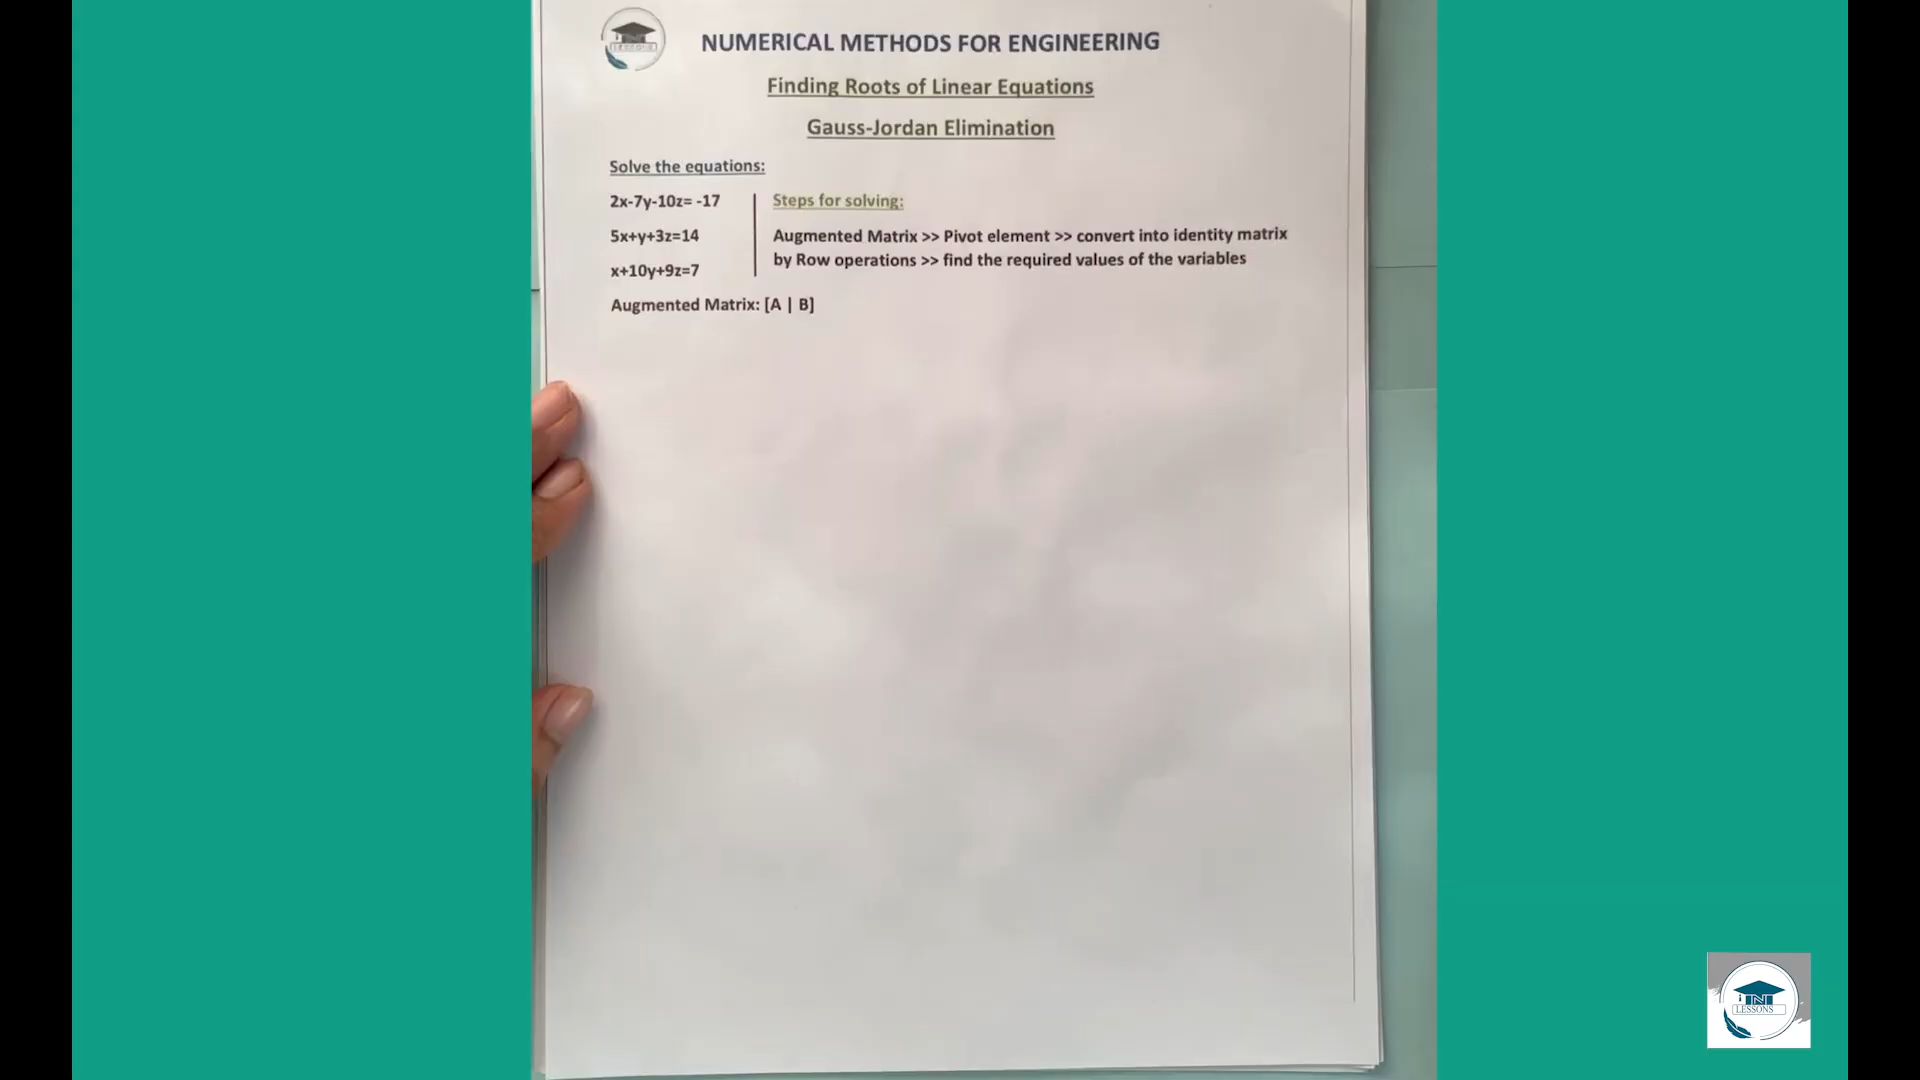 NUMERICAL METHODS FOR ENGINEERING
Finding Roots of Linear Equations
Gauss-Jordan Elimination
Solve the equations:
2x-7y-10z= -17
5x+y+3z=14
x+10y+9z=7
Steps for solving:
Augmented Matrix >> Pivot element >> convert into identity matrix
by Row operations >> find the required values of the variables
Augmented Matrix: [A | B]
LESSONS